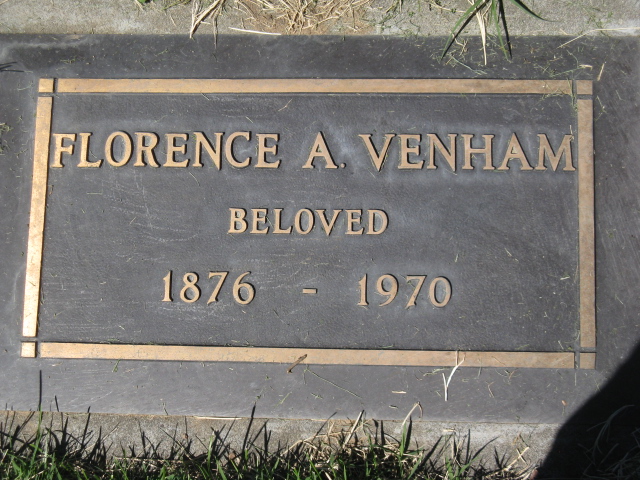 FLORENCE A. VENHAM
BELOVED
1876 - 1970